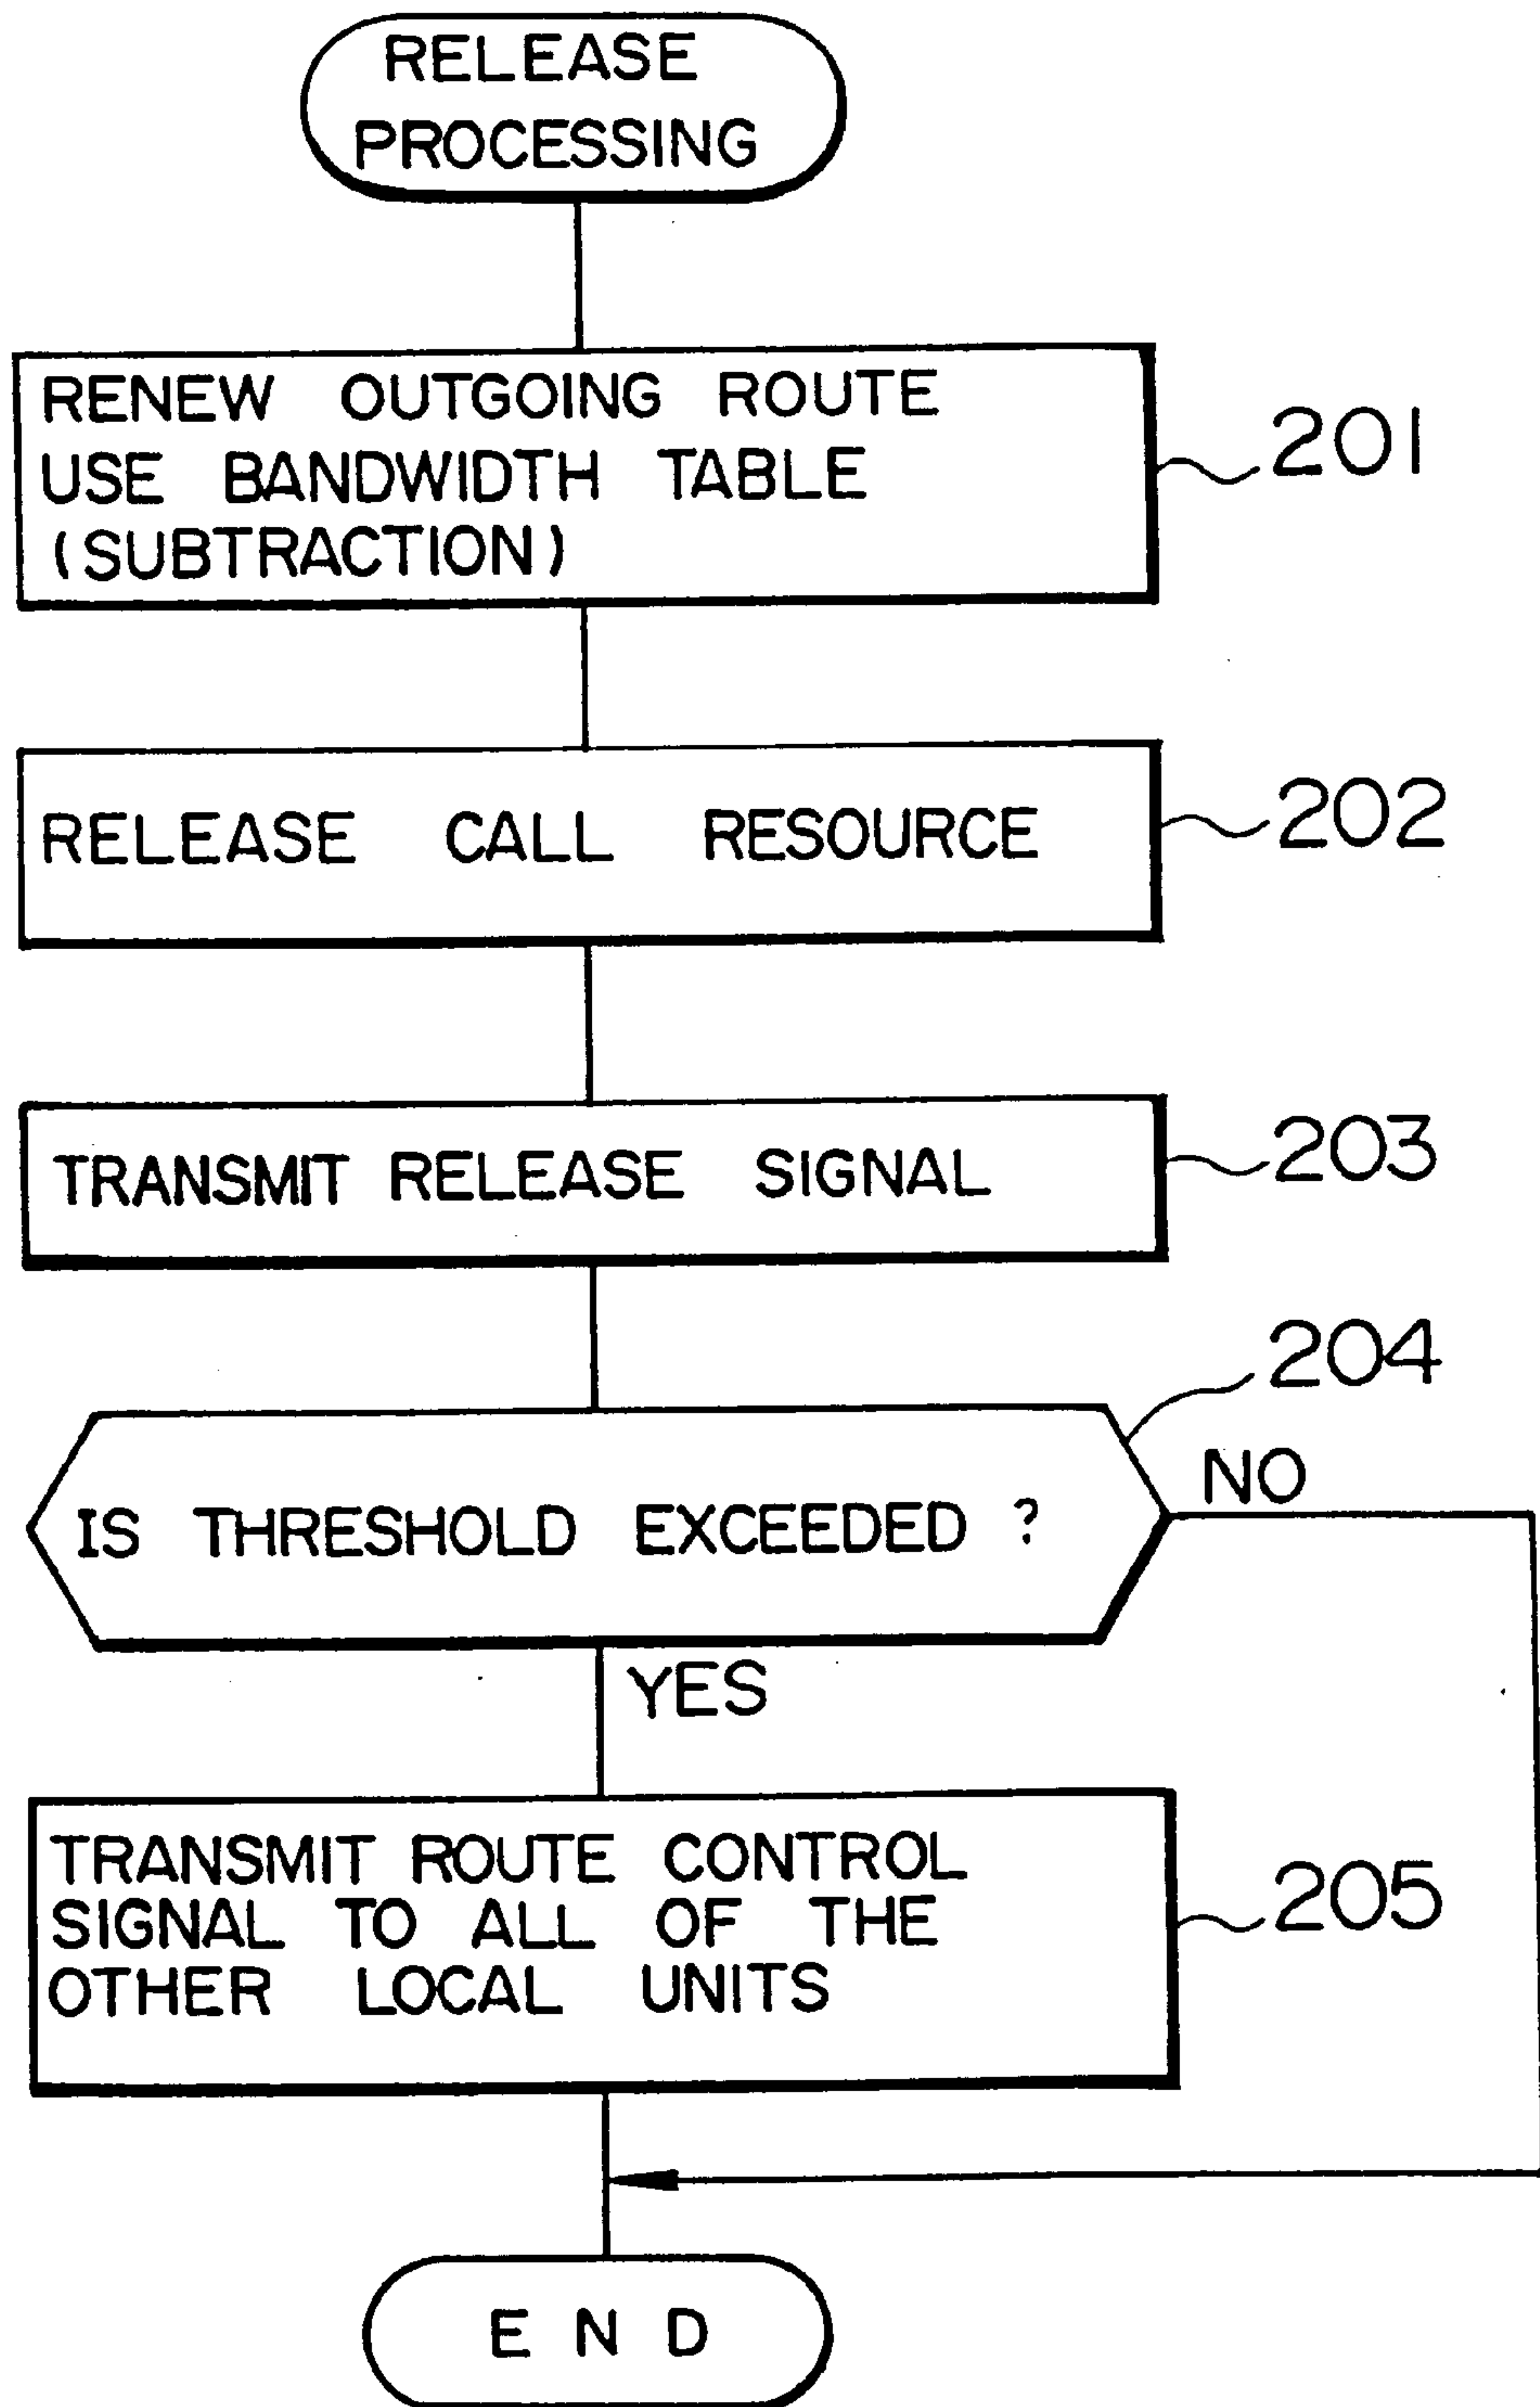 RELEASE
PROCESSING
RENEW OUTGOING ROUTE
USE BANDWIDTH TABLE
(SUBTRACTION)
201
RELEASE CALL RESOURCE
202
TRANSMIT RELEASE SIGNAL
203
204
IS THRESHOLD EXCEEDED ?
NO
YES
TRANSMIT ROUTE CONTROL
SIGNAL TO ALL OF THE
OTHER LOCAL UNITS
205
END